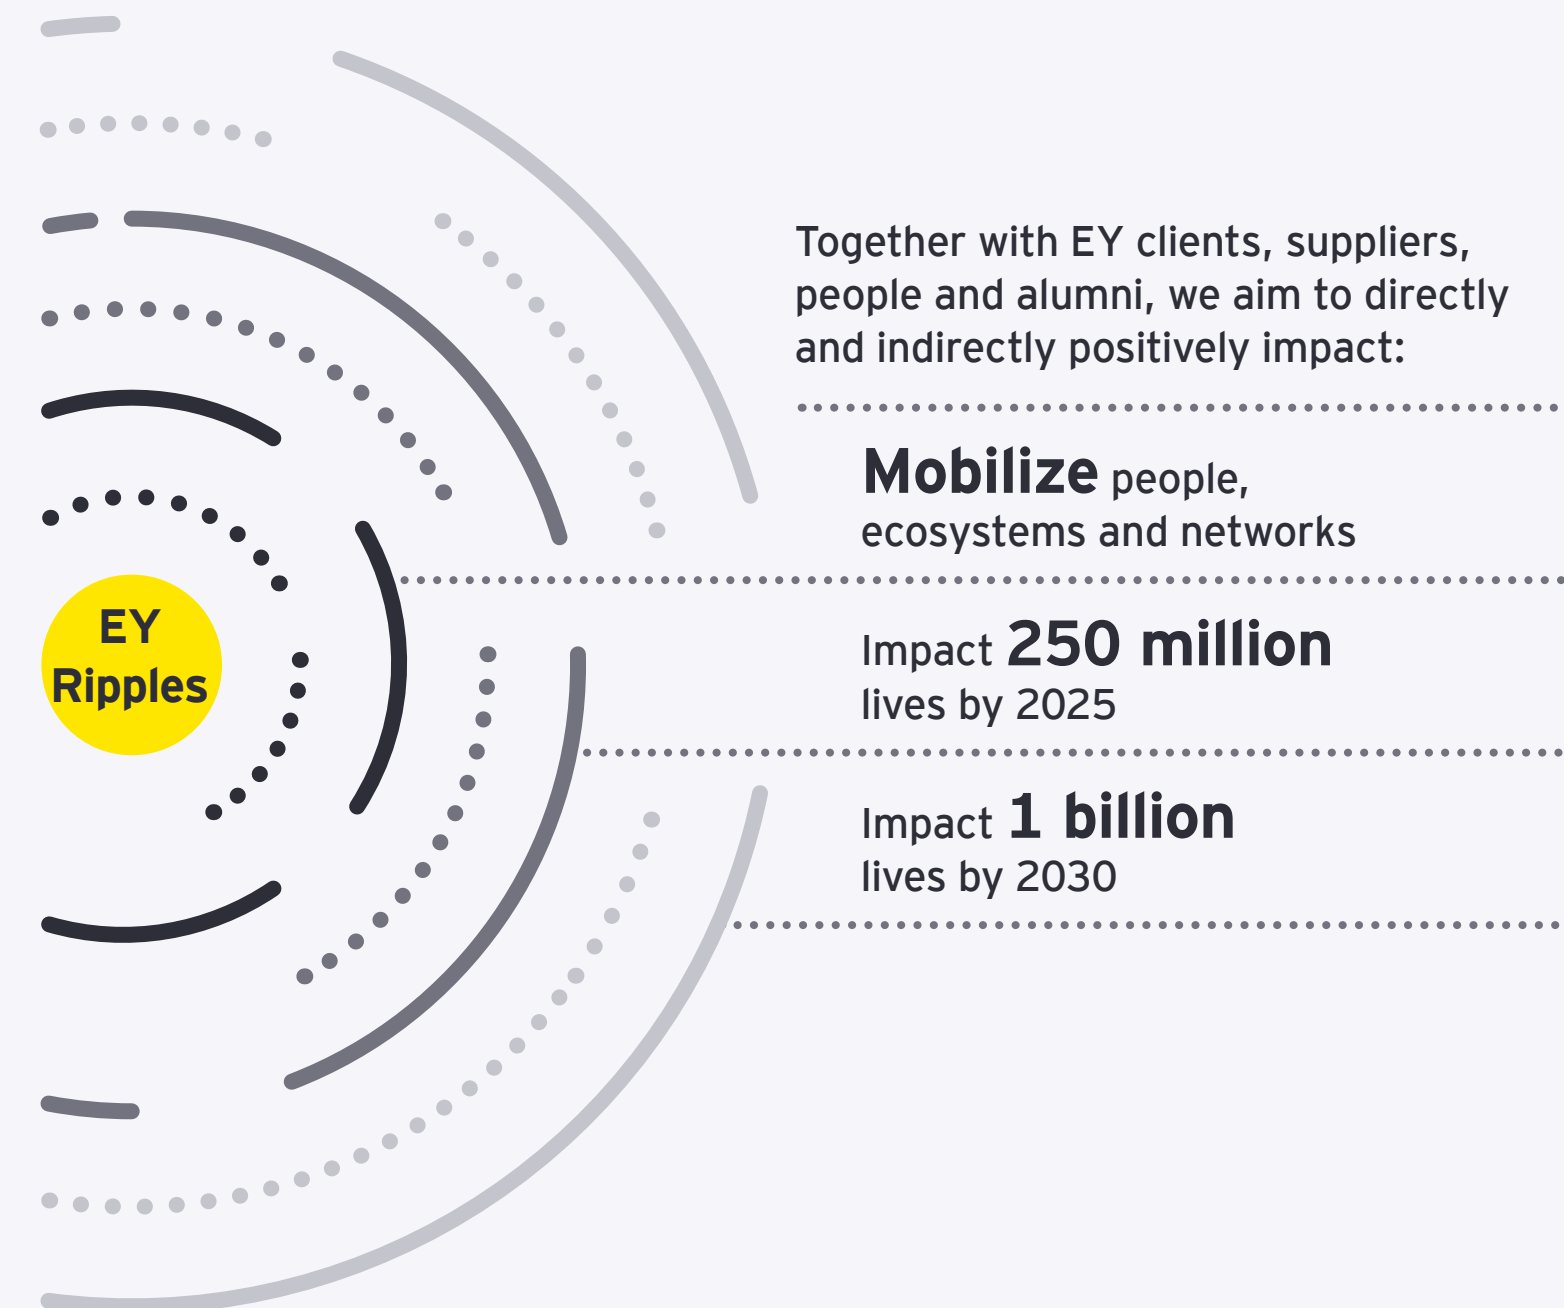 Together with EY clients, suppliers,
people and alumni, we aim to directly
and indirectly positively impact:
Mobilize people,
ecosystems and networks
EY
Ripples
Impact 250 million
lives by 2025
Impact 1 billion
lives by 2030